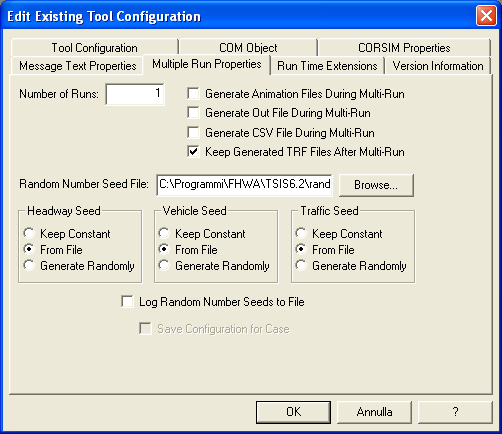 Edit Existing Tool Configuration
Tool Configuration COM Object CORSIM Properties
Message Text Properties Multiple Run Properties Run Time Extensions Version Information
Number of Runs: 1
Generate Animation Files During Multi-Run
Generate Out File During Multi-Run
Generate CSV File During Multi-Run
Keep Generated TRF Files After Multi-Run
Random Number Seed File: C:\Programmi\FHWA\TSIS6.2\rand Browse...
Headway Seed Vehicle Seed Traffic Seed
Keep Constant Keep Constant Keep Constant
From File From File From File
Generate Randomly Generate Randomly Generate Randomly
Log Random Number Seeds to File
Save Configuration for Case
OK Annulla ?